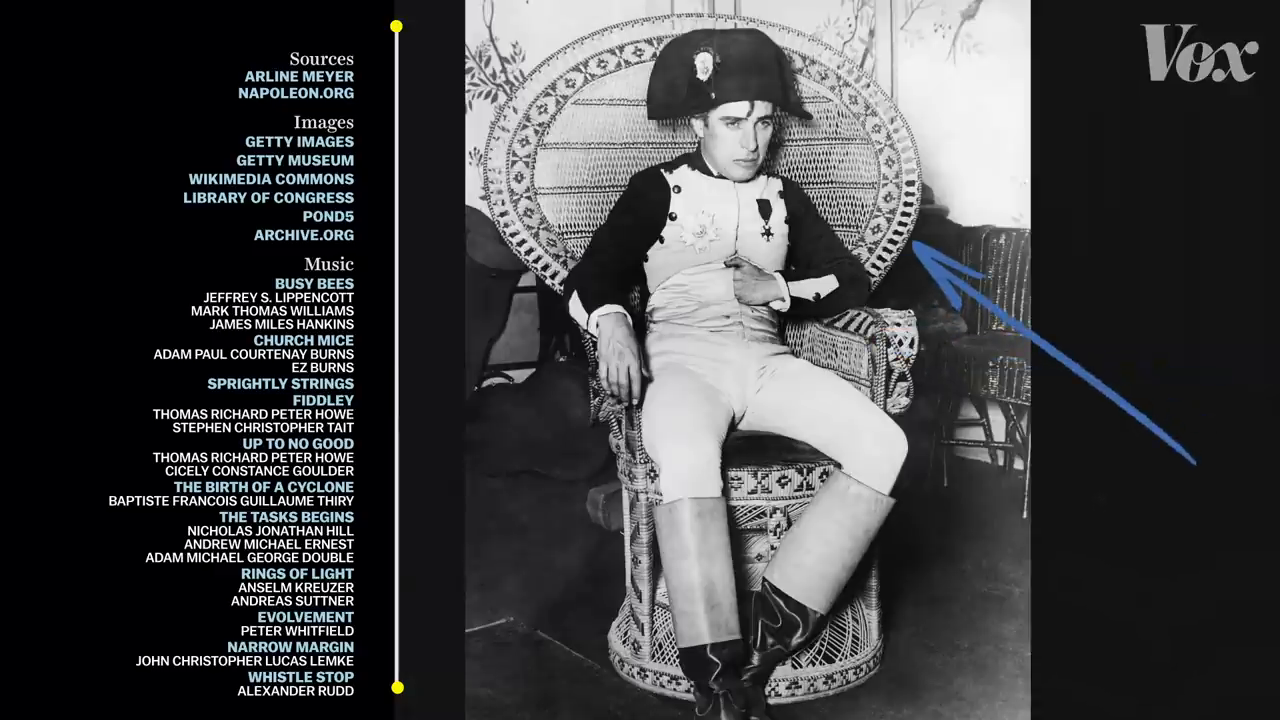 Sources
ARLINE MEYER
NAPOLEON.ORG
Images
GETTY IMAGES
GETTY MUSEUM
WIKIMEDIA COMMONS
LIBRARY OF CONGRESS
POND5
ARCHIVE.ORG
Music
BUSY BEES
JEFFREY S. LIPPENCOTT
MARK THOMAS WILLIAMS
JAMES MILES HANKINS
CHURCH MICE
ADAM PAUL COURTENAY BURNS
EZ BURNS
SPRIGHTLY STRINGS
FIDDLEY
THOMAS RICHARD PETER HOWE
STEPHEN CHRISTOPHER TAIT
UP TO NO GOOD
THOMAS RICHARD PETER HOWE
CICELY CONSTANCE GOULDER
THE BIRTH OF A CYCLONE
BAPTISTE FRANCOIS GUILLAUME THIRY
THE TASKS BEGINS
NICHOLAS JONATHAN HILL
ANDREW MICHAEL ERNEST
ADAM MICHAEL GEORGE DOUBLE
RINGS OF LIGHT
ANSELM KREUZER
ANDREAS SUTTNER
EVOLVEMENT
PETER WHITFIELD
NARROW MARGIN
JOHN CHRISTOPHER LUCAS LEMKE
WHISTLE STOP
ALEXANDER RUDD
Vox